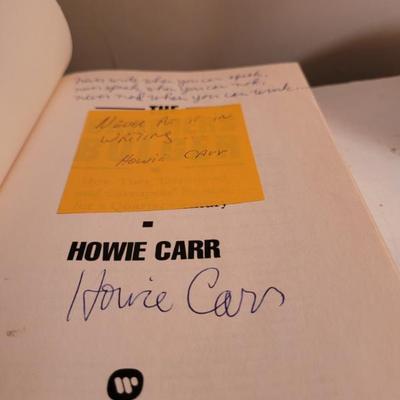 never write when you can speak,
never speak when you can nod,
never nod when you can wink...
THE
Never Put it in
writing.
Howie Carr
HOWIE CARR
Howie Carr
W